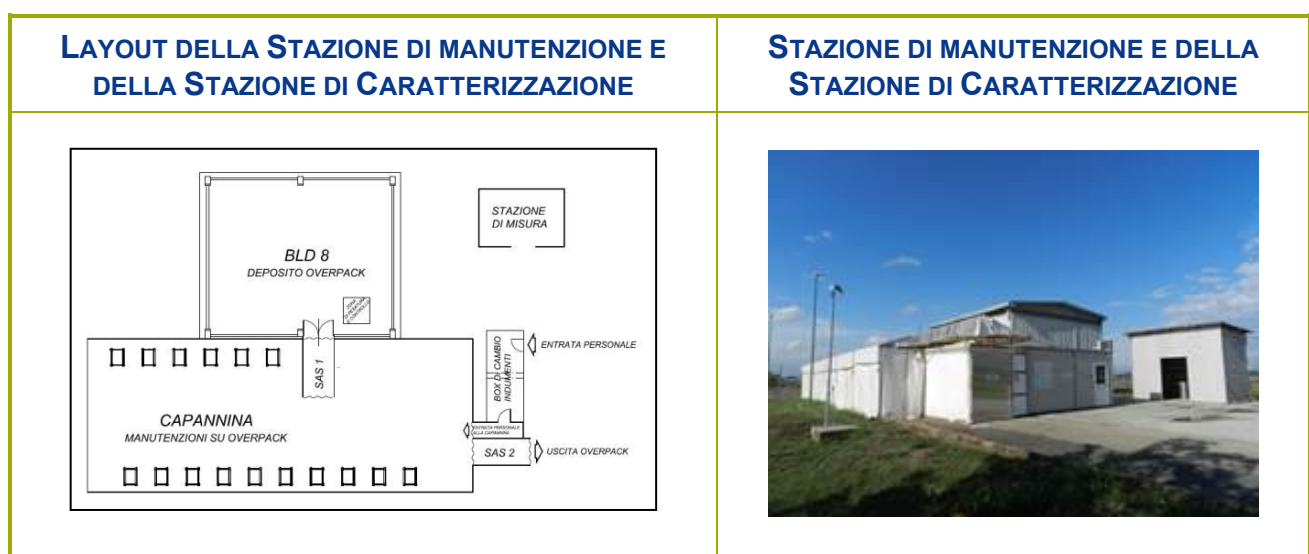 LAYOUT DELLA STAZIONE DI MANUTENZIONE E
DELLA STAZIONE DI CARATTERIZZAZIONE
STAZIONE DI MANUTENZIONE E DELLA
STAZIONE DI CARATTERIZZAZIONE
STAZIONE
DI MISURA
BLD 8
DEPOSITO OVERPACK
ZONA
SAS 1
BOX DI CAMBIO
INDUMENTI
ENTRATA PERSONALE
CAPANNINA
MANUTENZIONI SU OVERPACK
ENTRATA PERSONALE
ALLA CAPANNINA
SAS 2
USCITA OVERPACK